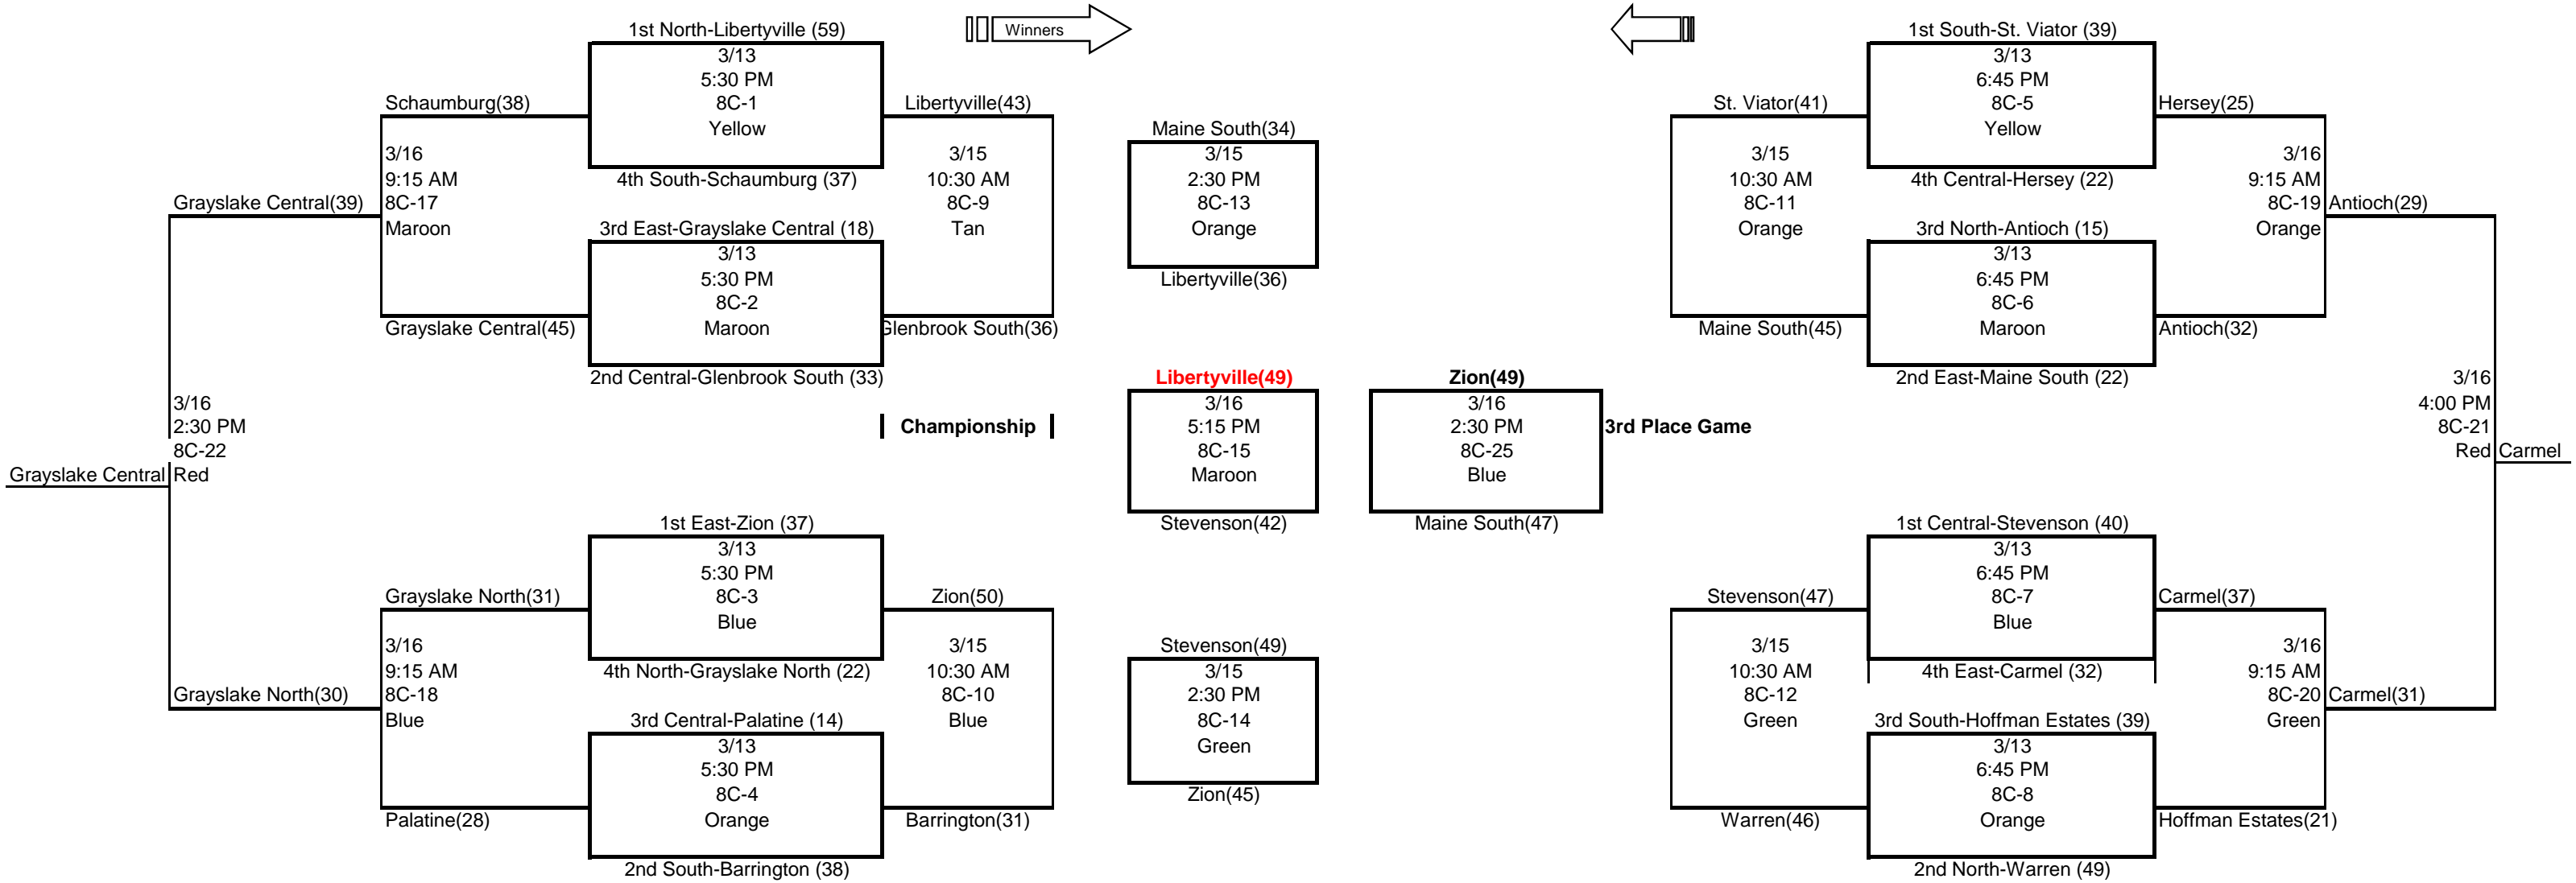 Winners
1st North-Libertyville (59)
3/13
5:30 PM
8C-1
Yellow
4th South-Schaumburg (37)
3rd East-Grayslake Central (18)
3/13
5:30 PM
8C-2
Maroon
2nd Central-Glenbrook South (33)
Schaumburg(38)
3/16
9:15 AM
8C-17
Maroon
Grayslake Central(45)
Grayslake Central(39)
3/16
2:30 PM
8C-22
Red
Grayslake Central
Grayslake North(30)
Grayslake North(31)
3/16
9:15 AM
8C-18
Blue
Palatine(28)
1st East-Zion (37)
3/13
5:30 PM
8C-3
Blue
4th North-Grayslake North (22)
3rd Central-Palatine (14)
3/13
5:30 PM
8C-4
Orange
2nd South-Barrington (38)
Libertyville(43)
3/15
10:30 AM
8C-9
Tan
Glenbrook South(36)
Championship
Zion(50)
3/15
10:30 AM
8C-10
Blue
Barrington(31)
Maine South(34)
3/15
2:30 PM
8C-13
Orange
Libertyville(36)
Libertyville(49)
3/16
5:15 PM
8C-15
Maroon
Stevenson(42)
Stevenson(49)
3/15
2:30 PM
8C-14
Green
Zion(45)
Zion(49)
3/16
2:30 PM
8C-25
Blue
Maine South(47)
3rd Place Game
St. Viator(41)
3/15
10:30 AM
8C-11
Orange
Maine South(45)
Stevenson(47)
3/15
10:30 AM
8C-12
Green
Warren(46)
1st South-St. Viator (39)
3/13
6:45 PM
8C-5
Yellow
4th Central-Hersey (22)
3rd North-Antioch (15)
3/13
6:45 PM
8C-6
Maroon
2nd East-Maine South (22)
1st Central-Stevenson (40)
3/13
6:45 PM
8C-7
Blue
4th East-Carmel (32)
3rd South-Hoffman Estates (39)
3/13
6:45 PM
8C-8
Orange
2nd North-Warren (49)
Hersey(25)
3/16
9:15 AM
8C-19
Orange
Antioch(32)
Antioch(29)
3/16
4:00 PM
8C-21
Red
Carmel
Carmel(37)
3/16
9:15 AM
8C-20
Green
Hoffman Estates(21)
Carmel(31)